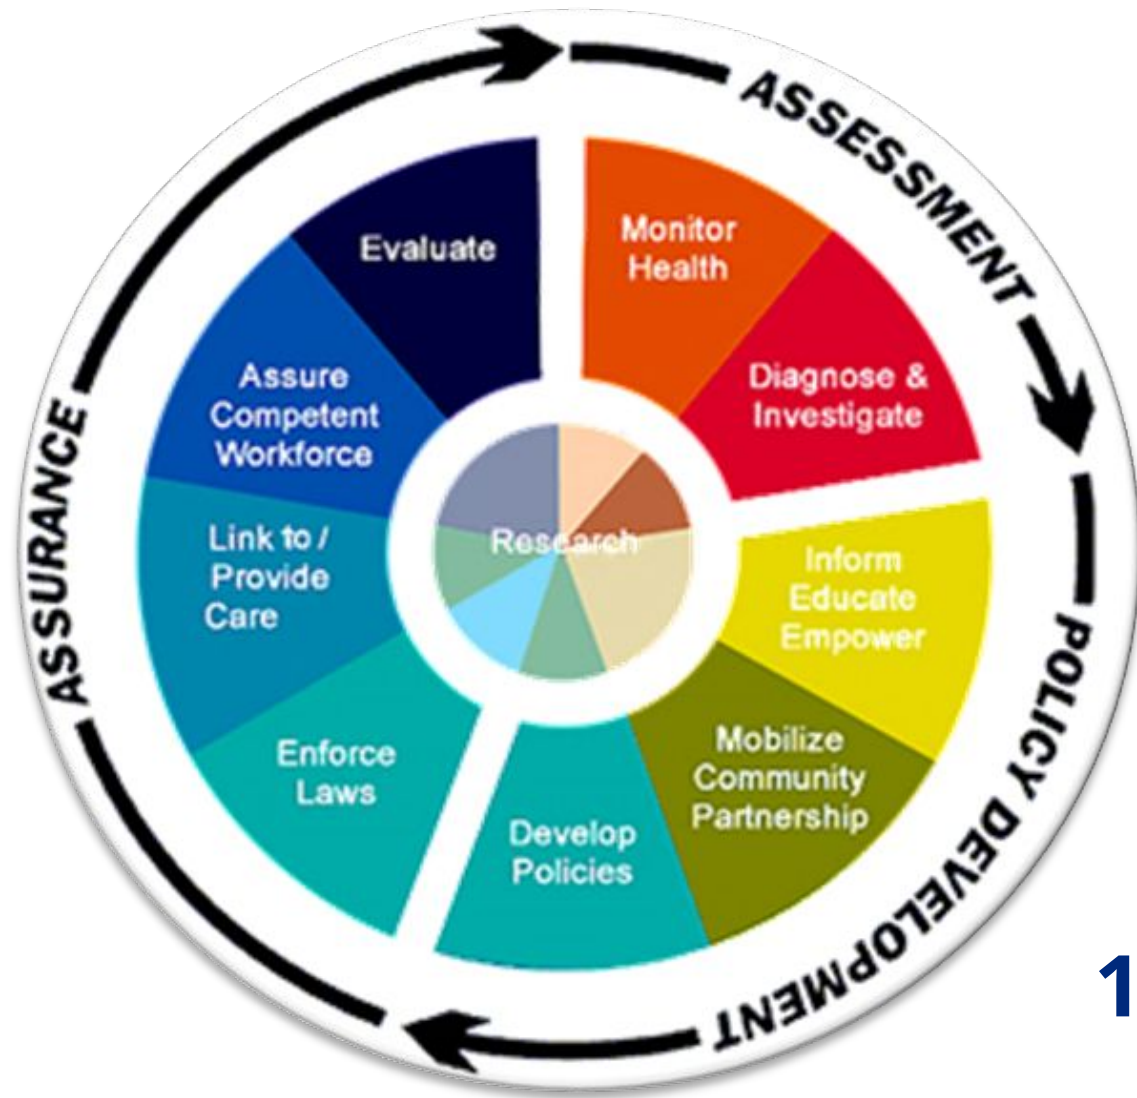 ASSESSMENT
POLICY DEVELOPMENT
ASSURANCE
Monitor
Health
Diagnose &
Investigate
Inform
Educate
Empower
Mobilize
Community
Partnership
Develop
Policies
Enforce
Laws
Link to /
Provide
Care
Assure
Competent
Workforce
Evaluate
Research
1